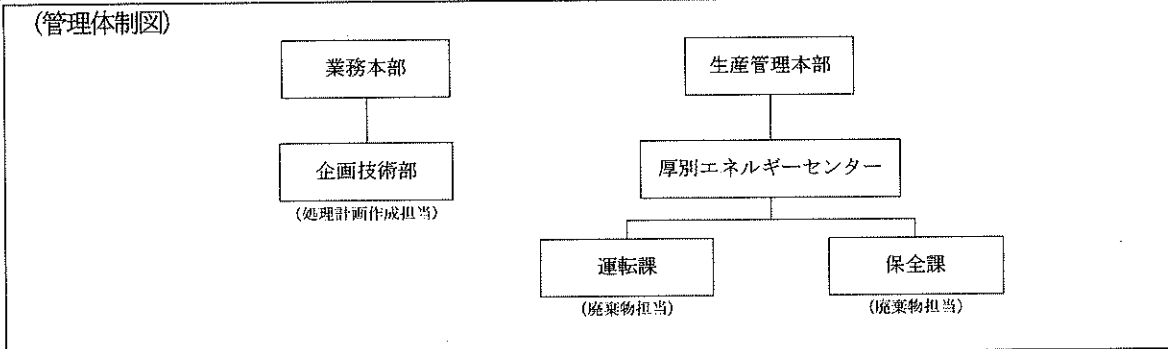 (管理体制図)
業務本部
生産管理本部
企画技術部
厚別エネルギーセンター
(処理計画作成担当)
運転課
保全課
(廃棄物担当)
(廃棄物担当)